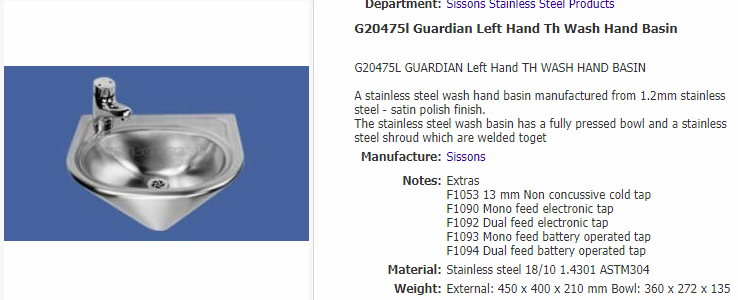 Department: Sissons Stainless Steel Products
G20475l Guardian Left Hand Th Wash Hand Basin
G20475L GUARDIAN Left Hand TH WASH HAND BASIN
A stainless steel wash hand basin manufactured from 1.2mm stainless
steel - satin polish finish.
The stainless steel wash basin has a fully pressed bowl and a stainless
steel shroud which are welded toget
Manufacture: Sissons
Notes: Extras
F1053 13 mm Non concussive cold tap
F1090 Mono feed electronic tap
F1092 Dual feed electronic tap
F1093 Mono feed battery operated tap
F1094 Dual feed battery operated tap
Material: Stainless steel 18/10 1.4301 ASTM304
Weight: External: 450 x 400 x 210 mm Bowl: 360 x 272 x 135